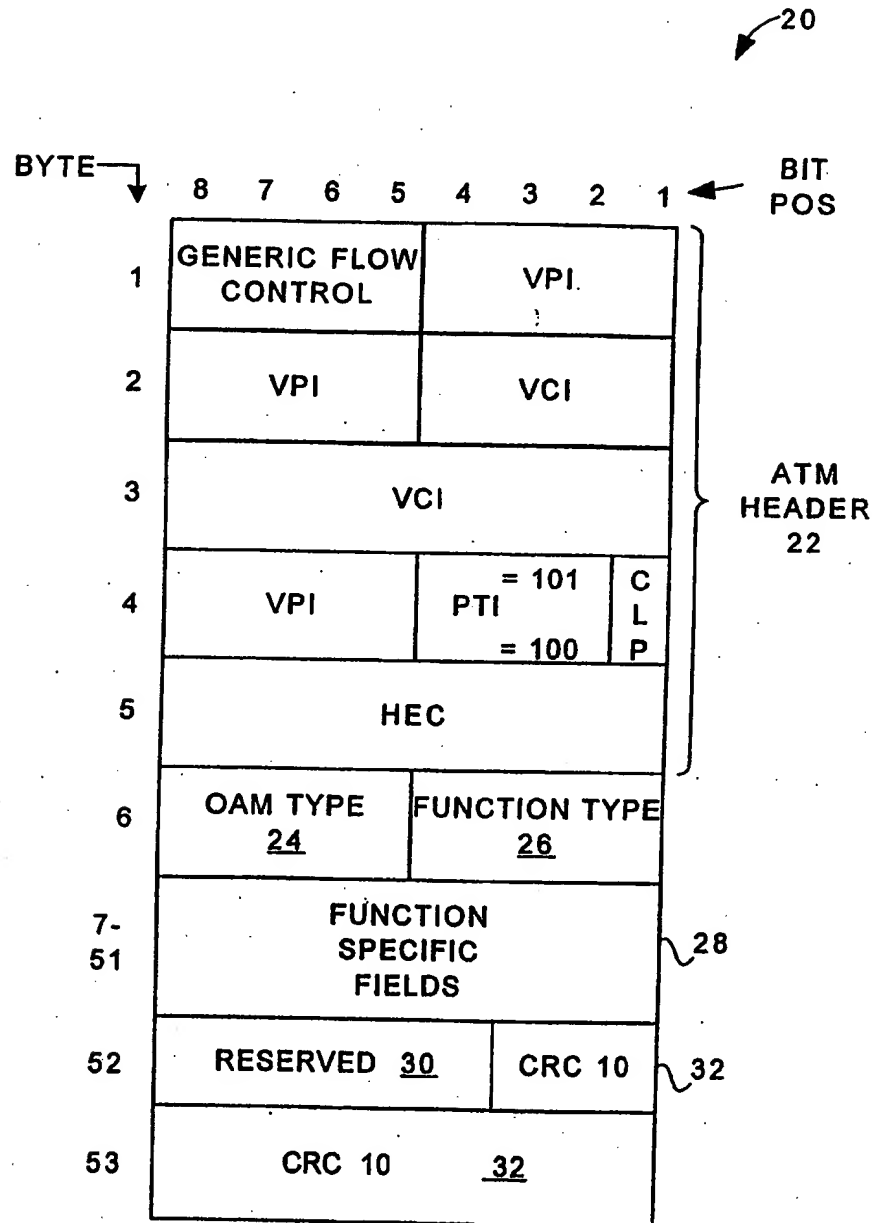 20
BYTE
8 7 6 5 4 3 2 1
BIT
POS
1
GENERIC FLOW
CONTROL
VPI
2
VPI
VCI
3
VCI
ATM
HEADER
22
4
VPI
PTI
= 101
= 100
C
L
P
5
HEC
6
OAM TYPE
24
FUNCTION TYPE
26
7-
51
FUNCTION
SPECIFIC
FIELDS
28
52
RESERVED 30
CRC 10
32
53
CRC 10 32